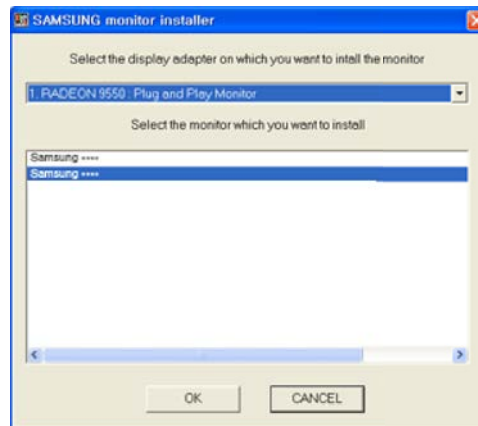 SAMSUNG monitor installer
Select the display adapter on which you want to intall the monitor
1. RADEON 9550 : Plug and Play Monitor
Select the monitor which you want to install
Samsung ****
Samsung ****
OK
CANCEL